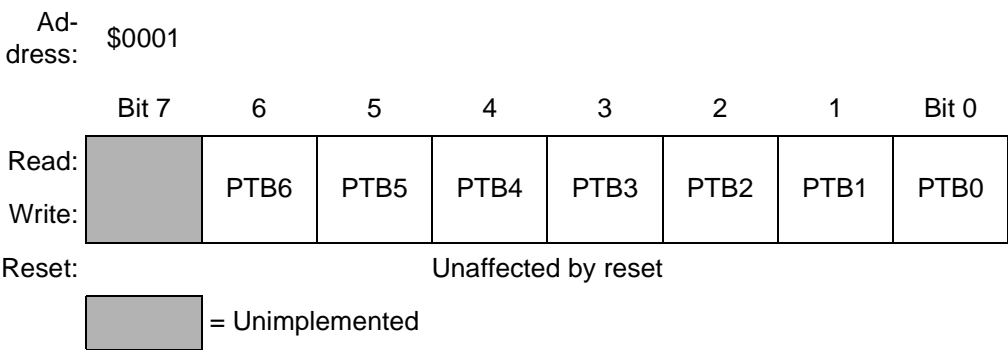 Ad-
dress: $0001
Bit 7 6 5 4 3 2 1 Bit 0
Read:
PTB6 PTB5 PTB4 PTB3 PTB2 PTB1 PTB0
Write:
Reset: Unaffected by reset
= Unimplemented